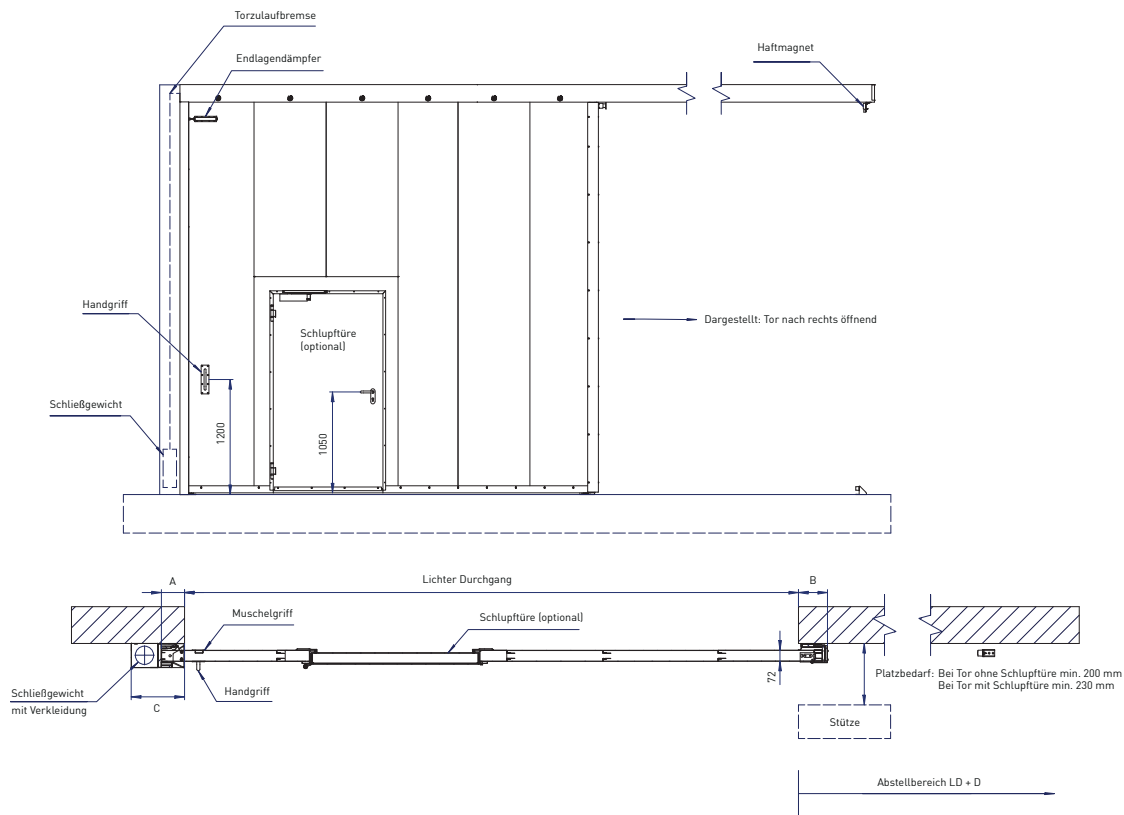 Torzulaufbremse
Endlagendämpfer
Haftmagnet
Handgriff
Schlupftüre
(optional)
Dargestellt: Tor nach rechts öffnend
Schließgewicht
1200
1050
A
Lichter Durchgang
B
Muschelgriff
Schlupftüre (optional)
72
Platzbedarf: Bei Tor ohne Schlupftüre min. 200 mm
Bei Tor mit Schlupftüre min. 230 mm
Schließgewicht
mit Verkleidung
Handgriff
C
Stütze
Abstellbereich LD + D